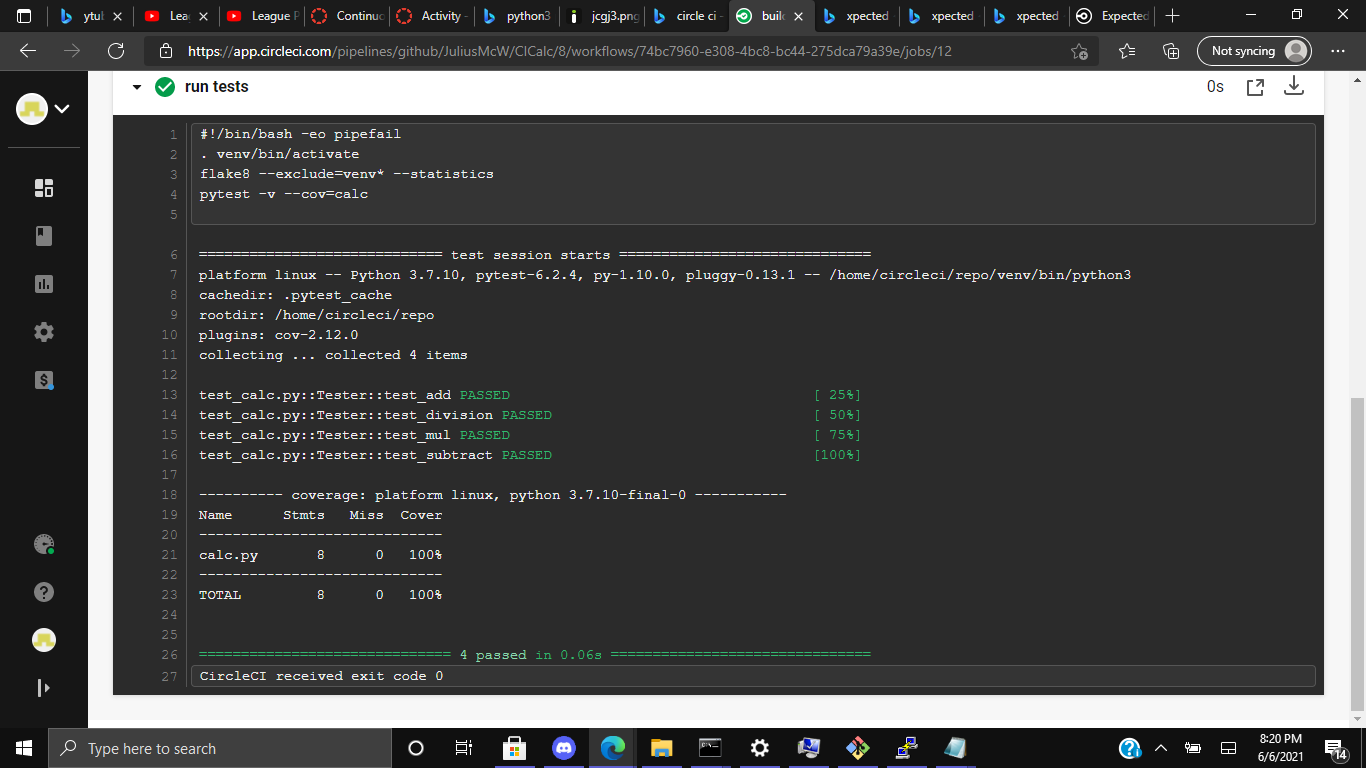 ytul
Lea
League P
Continuo
Activity -
python3
jcgj3.png
circle ci -
buil
xpected
xpected
xpected
Expected
https://app.circleci.com/pipelines/github/JuliusMcW/CICalc/8/workflows/74bc7960-e308-4bc8-bc44-275dca79a39e/jobs/12
Not syncing
run tests
0s
1 #!/bin/bash -eo pipefail
2 . venv/bin/activate
3 flake8 --exclude=venv* --statistics
4 pytest -v --cov=calc
5
6 ============================= test session starts ==============================
7 platform linux -- Python 3.7.10, pytest-6.2.4, py-1.10.0, pluggy-0.13.1 -- /home/circleci/repo/venv/bin/python3
8 cachedir: .pytest_cache
9 rootdir: /home/circleci/repo
10 plugins: cov-2.12.0
11 collecting ... collected 4 items
12
13 test_calc.py::Tester::test_add PASSED [ 25%]
14 test_calc.py::Tester::test_division PASSED [ 50%]
15 test_calc.py::Tester::test_mul PASSED [ 75%]
16 test_calc.py::Tester::test_subtract PASSED [100%]
17
18 ---------- coverage: platform linux, python 3.7.10-final-0 -----------
19 Name Stmts Miss Cover
20 -----------------------------
21 calc.py 8 0 100%
22 -----------------------------
23 TOTAL 8 0 100%
24
25
26 ============================== 4 passed in 0.06s ===============================
27 CircleCI received exit code 0
Type here to search
8:20 PM
6/6/2021
14